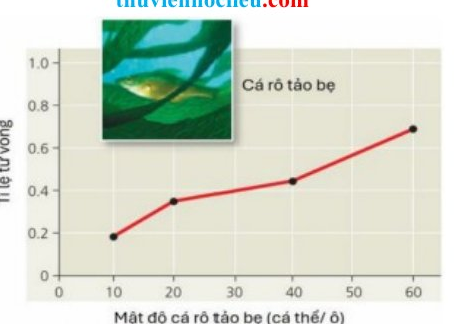 thuvienhoclieu.com
Cá rô tảo bẹ
Tỉ lệ tử vong
1.0
0.8
0.6
0.4
0.2
0
0 10 20 30 40 50 60
Mật độ cá rô tảo bẹ (cá thể/ ô)